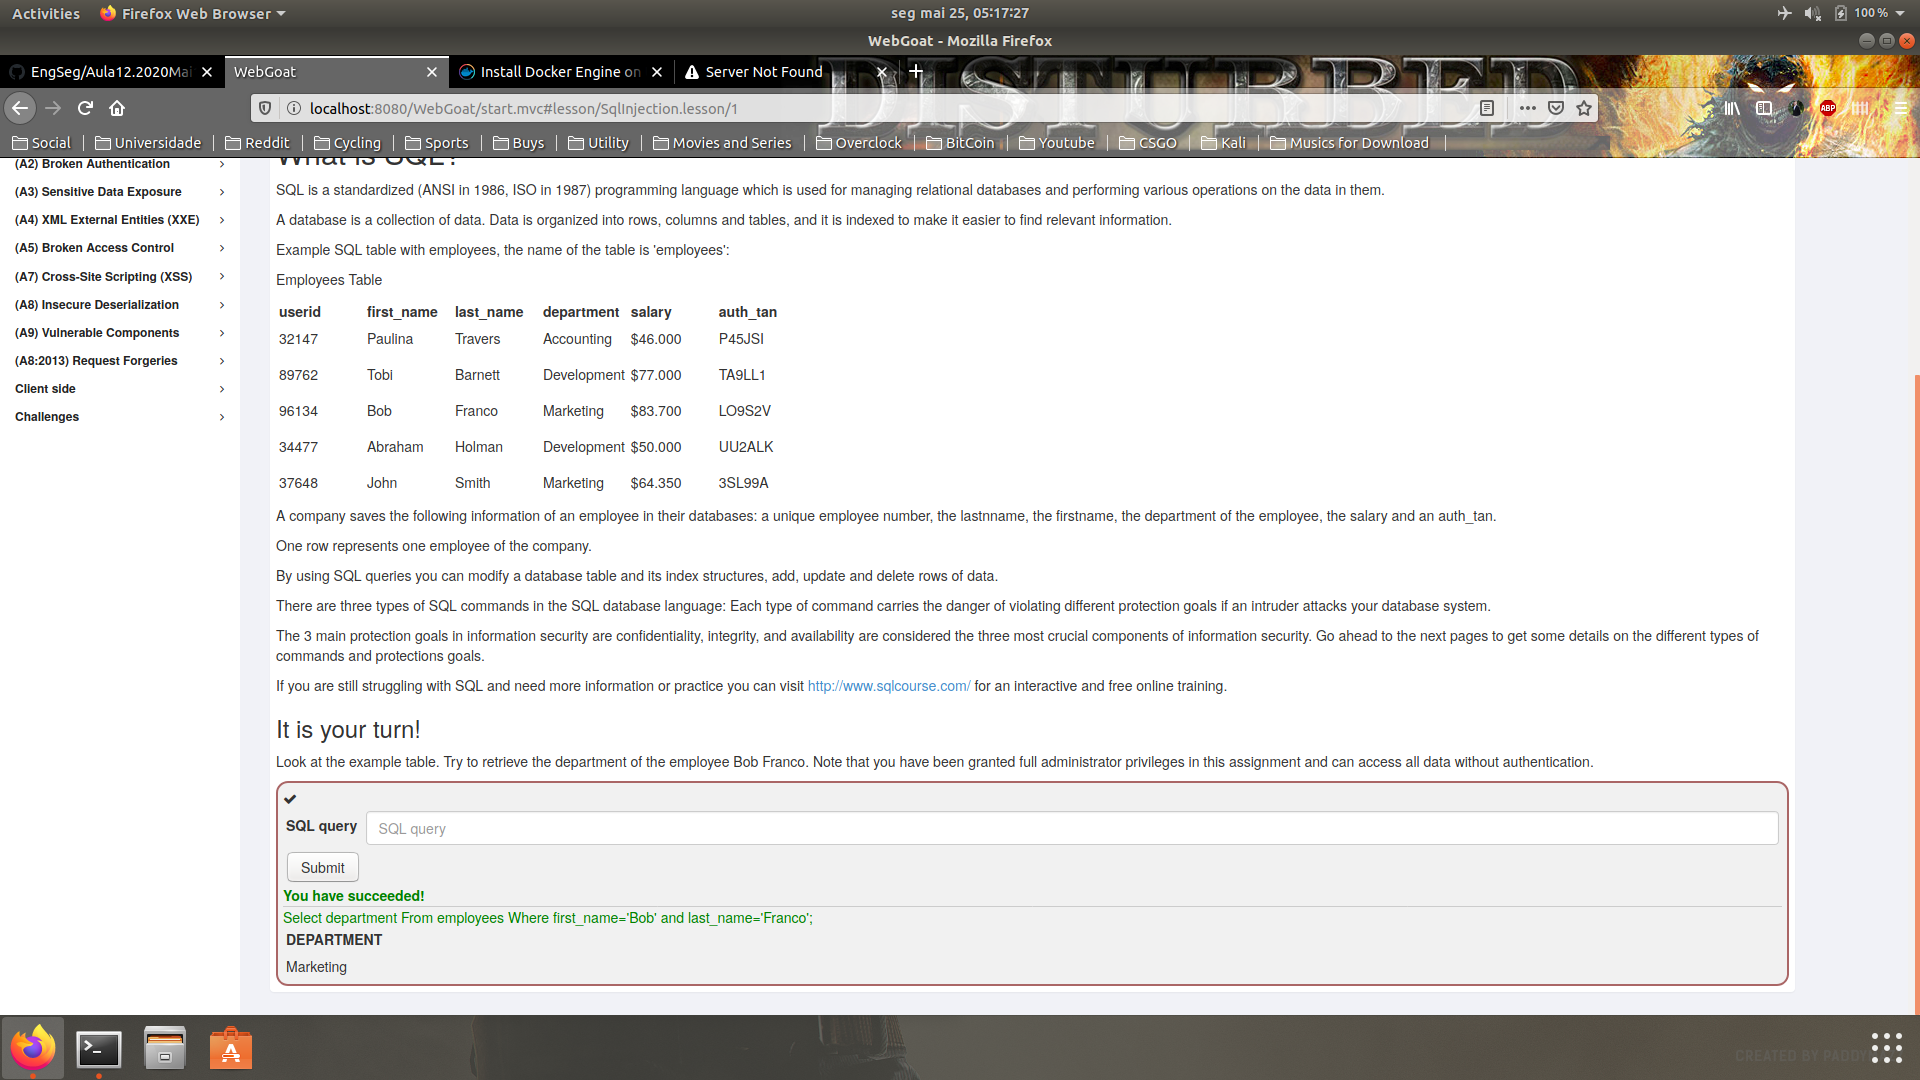 Activities Firefox Web Browser seg mai 25, 05:17:27 100 %
WebGoat - Mozilla Firefox
EngSeg/Aula12.2020Mai WebGoat Install Docker Engine on Server Not Found
DISTURBED
localhost:8080/WebGoat/start.mvc#lesson/SqlInjection.lesson/1
ABP
Social Universidade Reddit Cycling Sports Buys Utility Movies and Series Overclock BitCoin Youtube CSGO Kali Musics for Download
(A2) Broken Authentication
(A3) Sensitive Data Exposure
(A4) XML External Entities (XXE)
(A5) Broken Access Control
(A7) Cross-Site Scripting (XSS)
(A8) Insecure Deserialization
(A9) Vulnerable Components
(A8:2013) Request Forgeries
Client side
Challenges
What is SQL?
SQL is a standardized (ANSI in 1986, ISO in 1987) programming language which is used for managing relational databases and performing various operations on the data in them.
A database is a collection of data. Data is organized into rows, columns and tables, and it is indexed to make it easier to find relevant information.
Example SQL table with employees, the name of the table is 'employees':
Employees Table
userid first_name last_name department salary auth_tan
32147 Paulina Travers Accounting $46.000 P45JSI
89762 Tobi Barnett Development $77.000 TA9LL1
96134 Bob Franco Marketing $83.700 LO9S2V
34477 Abraham Holman Development $50.000 UU2ALK
37648 John Smith Marketing $64.350 3SL99A
A company saves the following information of an employee in their databases: a unique employee number, the lastnname, the firstname, the department of the employee, the salary and an auth_tan.
One row represents one employee of the company.
By using SQL queries you can modify a database table and its index structures, add, update and delete rows of data.
There are three types of SQL commands in the SQL database language: Each type of command carries the danger of violating different protection goals if an intruder attacks your database system.
The 3 main protection goals in information security are confidentiality, integrity, and availability are considered the three most crucial components of information security. Go ahead to the next pages to get some details on the different types of
commands and protections goals.
If you are still struggling with SQL and need more information or practice you can visit http://www.sqlcourse.com/ for an interactive and free online training.
It is your turn!
Look at the example table. Try to retrieve the department of the employee Bob Franco. Note that you have been granted full administrator privileges in this assignment and can access all data without authentication.
SQL query SQL query
Submit
You have succeeded!
Select department From employees Where first_name='Bob' and last_name='Franco';
DEPARTMENT
Marketing
CREATED BY PADDY